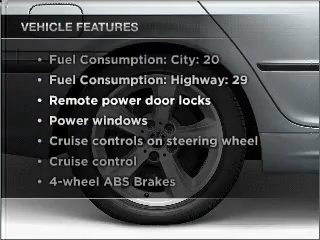 VEHICLE FEATURES
• Fuel Consumption: City: 20
• Fuel Consumption: Highway: 29
• Remote power door locks
• Power windows
• Cruise controls on steering wheel
• Cruise control
• 4-wheel ABS Brakes